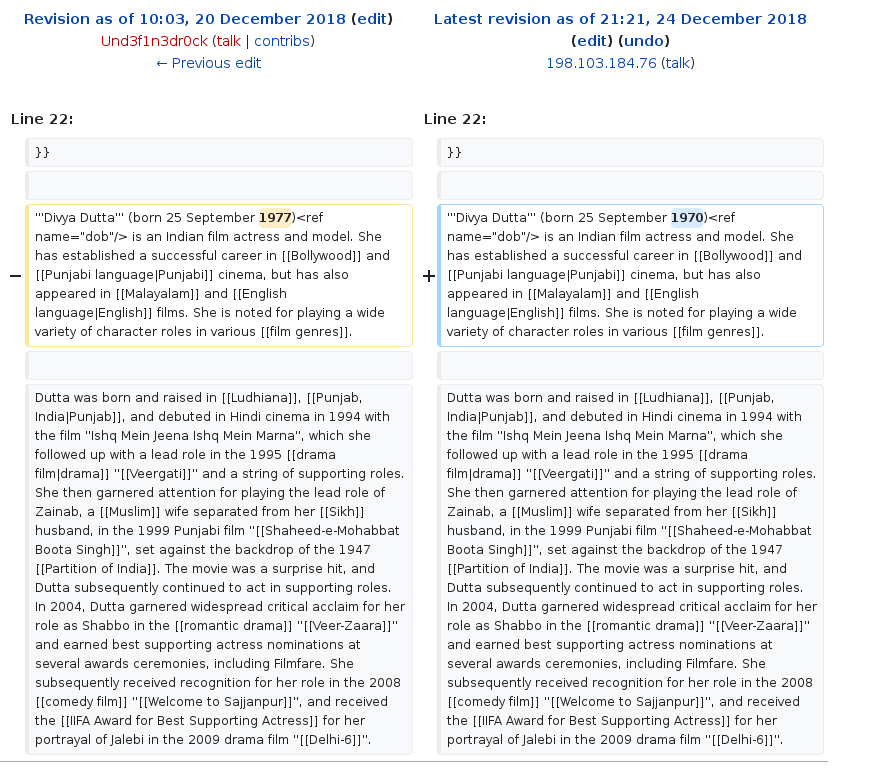 Revision as of 10:03, 20 December 2018 (edit)
Und3f1n3dr0ck (talk | contribs)
← Previous edit
Latest revision as of 21:21, 24 December 2018
(edit) (undo)
198.103.184.76 (talk)
Line 22:
}}
'''Divya Dutta''' (born 25 September 1977)<ref
name="dob"/> is an Indian film actress and model. She
has established a successful career in [[Bollywood]] and
[[Punjabi language|Punjabi]] cinema, but has also
appeared in [[Malayalam]] and [[English
language|English]] films. She is noted for playing a wide
variety of character roles in various [[film genres]].
−
Dutta was born and raised in [[Ludhiana]], [[Punjab,
India|Punjab]], and debuted in Hindi cinema in 1994 with
the film ''Ishq Mein Jeena Ishq Mein Marna'', which she
followed up with a lead role in the 1995 [[drama
film|drama]] ''[[Veergati]]'' and a string of supporting roles.
She then garnered attention for playing the lead role of
Zainab, a [[Muslim]] wife separated from her [[Sikh]]
husband, in the 1999 Punjabi film ''[[Shaheed-e-Mohabbat
Boota Singh]]'', set against the backdrop of the 1947
[[Partition of India]]. The movie was a surprise hit, and
Dutta subsequently continued to act in supporting roles.
In 2004, Dutta garnered widespread critical acclaim for her
role as Shabbo in the [[romantic drama]] ''[[Veer-Zaara]]''
and earned best supporting actress nominations at
several awards ceremonies, including Filmfare. She
subsequently received recognition for her role in the 2008
[[comedy film]] ''[[Welcome to Sajjanpur]]'', and received
the [[IIFA Award for Best Supporting Actress]] for her
portrayal of Jalebi in the 2009 drama film ''[[Delhi-6]]''.
Line 22:
}}
'''Divya Dutta''' (born 25 September 1970)<ref
name="dob"/> is an Indian film actress and model. She
has established a successful career in [[Bollywood]] and
[[Punjabi language|Punjabi]] cinema, but has also
appeared in [[Malayalam]] and [[English
language|English]] films. She is noted for playing a wide
variety of character roles in various [[film genres]].
+
Dutta was born and raised in [[Ludhiana]], [[Punjab,
India|Punjab]], and debuted in Hindi cinema in 1994 with
the film ''Ishq Mein Jeena Ishq Mein Marna'', which she
followed up with a lead role in the 1995 [[drama
film|drama]] ''[[Veergati]]'' and a string of supporting roles.
She then garnered attention for playing the lead role of
Zainab, a [[Muslim]] wife separated from her [[Sikh]]
husband, in the 1999 Punjabi film ''[[Shaheed-e-Mohabbat
Boota Singh]]'', set against the backdrop of the 1947
[[Partition of India]]. The movie was a surprise hit, and
Dutta subsequently continued to act in supporting roles.
In 2004, Dutta garnered widespread critical acclaim for her
role as Shabbo in the [[romantic drama]] ''[[Veer-Zaara]]''
and earned best supporting actress nominations at
several awards ceremonies, including Filmfare. She
subsequently received recognition for her role in the 2008
[[comedy film]] ''[[Welcome to Sajjanpur]]'', and received
the [[IIFA Award for Best Supporting Actress]] for her
portrayal of Jalebi in the 2009 drama film ''[[Delhi-6]]''.